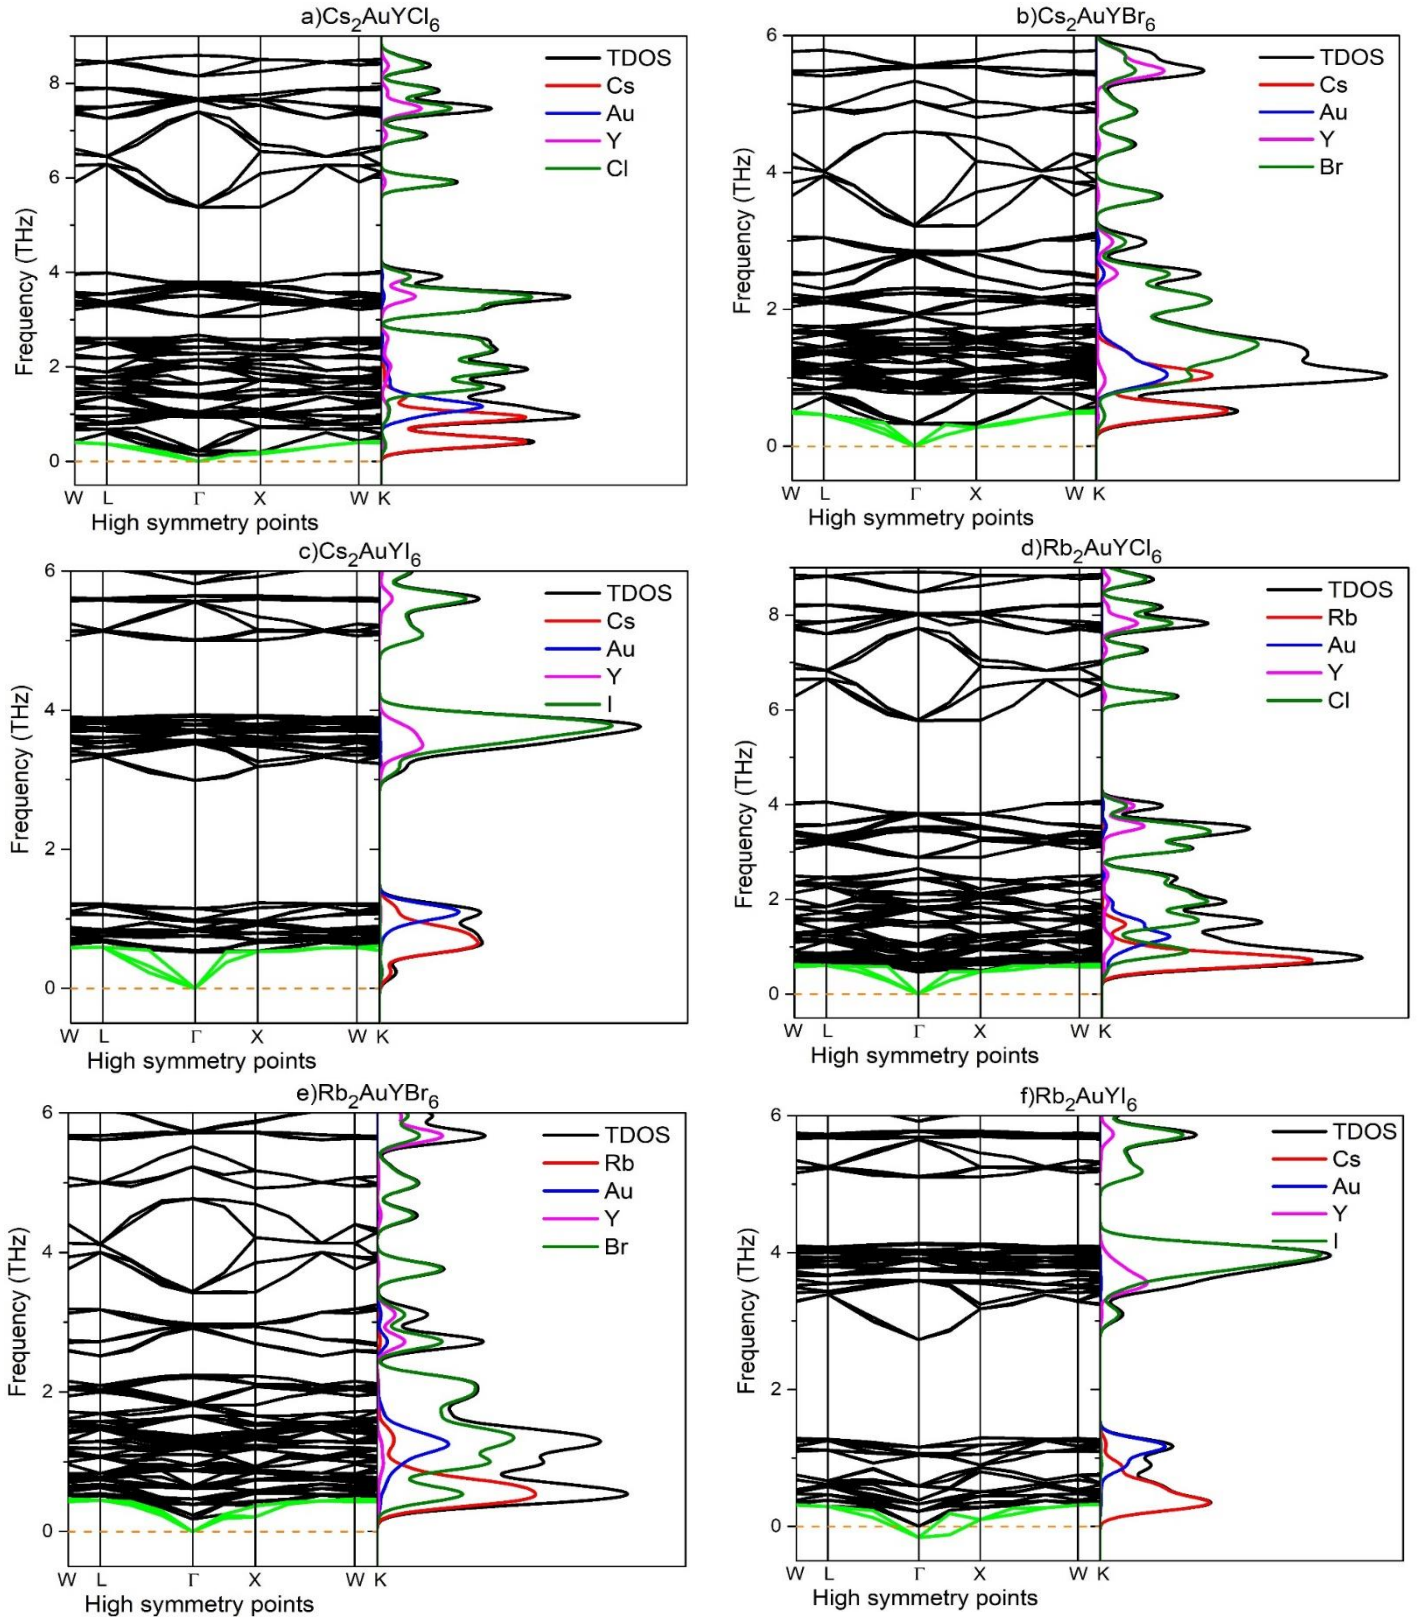 a)Cs₂AuYCl₆
Frequency (THz)
8
6
4
2
0
TDOS
Cs
Au
Y
Cl
W L Γ X W K
High symmetry points
b)Cs₂AuYBr₆
Frequency (THz)
6
4
2
0
TDOS
Cs
Au
Y
Br
W L Γ X W K
High symmetry points
c)Cs₂AuYI₆
Frequency (THz)
6
4
2
0
TDOS
Cs
Au
Y
I
W L Γ X W K
High symmetry points
d)Rb₂AuYCl₆
Frequency (THz)
8
6
4
2
0
TDOS
Rb
Au
Y
Cl
W L Γ X W K
High symmetry points
e)Rb₂AuYBr₆
Frequency (THz)
6
4
2
0
TDOS
Rb
Au
Y
Br
W L Γ X W K
High symmetry points
f)Rb₂AuYI₆
Frequency (THz)
6
4
2
0
TDOS
Cs
Au
Y
I
W L Γ X W K
High symmetry points